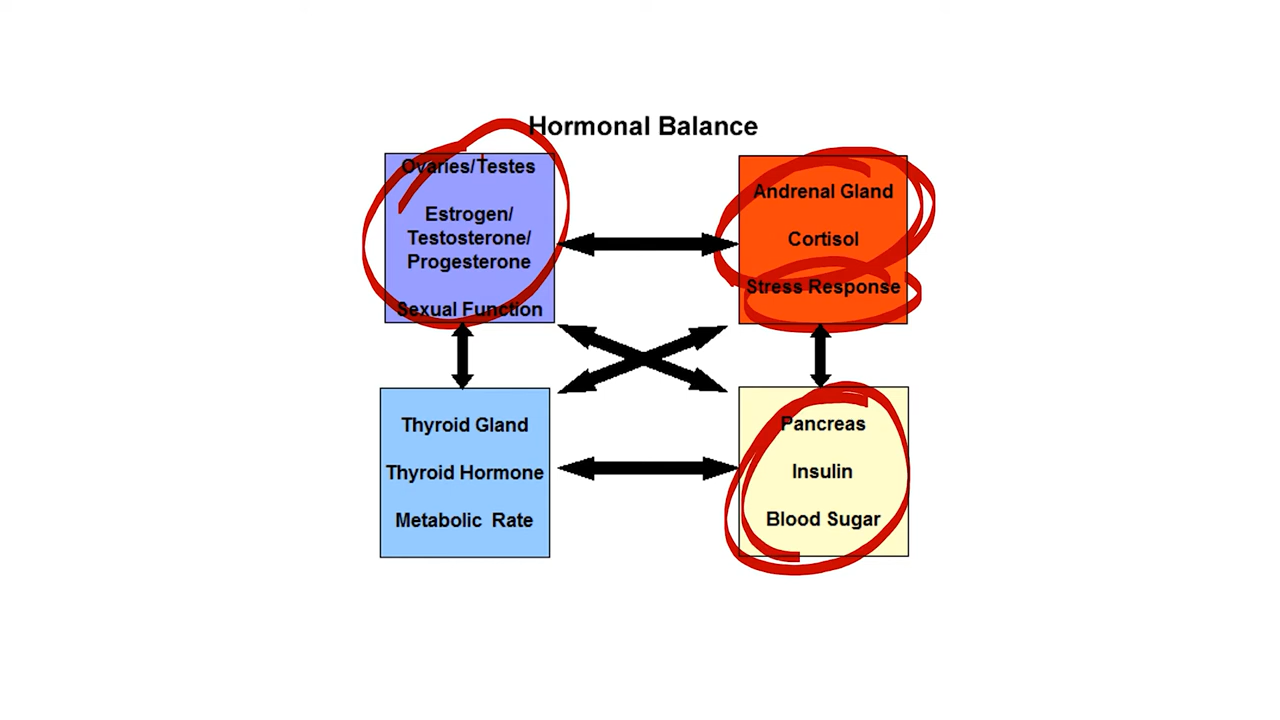 Hormonal Balance
Ovaries/Testes
Estrogen/
Testosterone/
Progesterone
Sexual Function
Andrenal Gland
Cortisol
Stress Response
Thyroid Gland
Thyroid Hormone
Metabolic Rate
Pancreas
Insulin
Blood Sugar